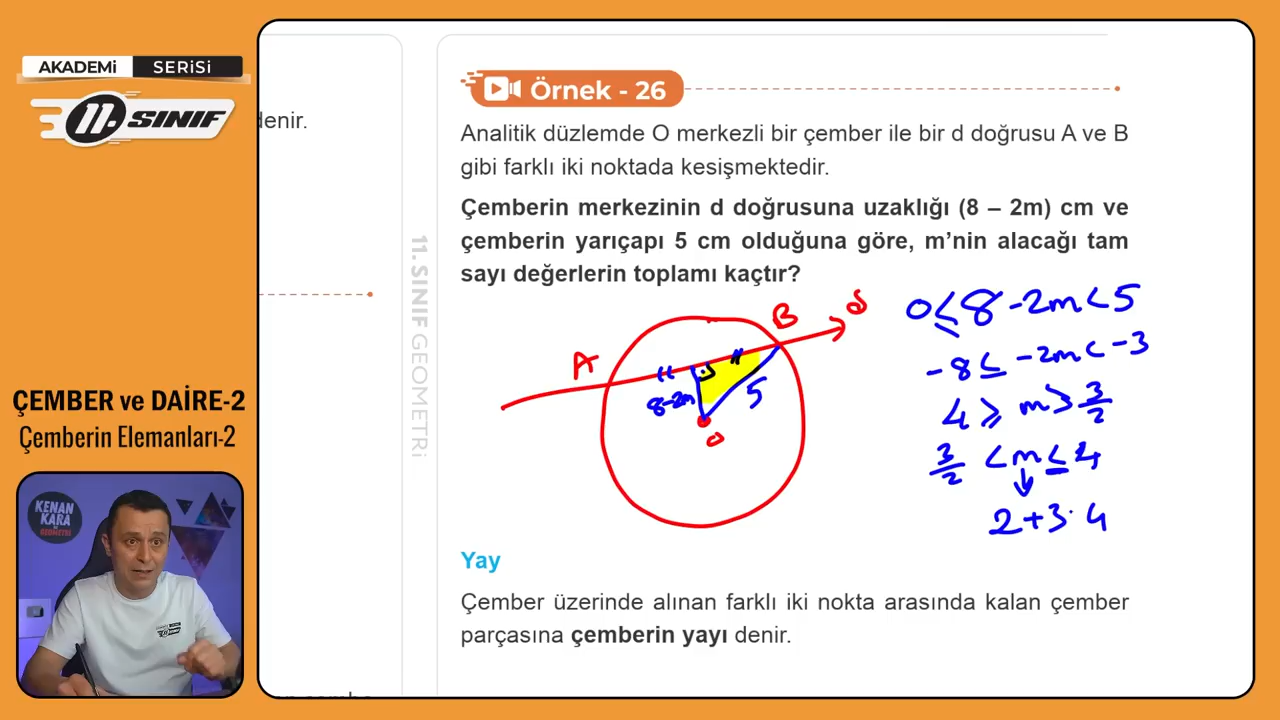 AKADEMİ SERİSİ
11. SINIF
denir.
Örnek - 26
Analitik düzlemde O merkezli bir çember ile bir d doğrusu A ve B
gibi farklı iki noktada kesişmektedir.
Çemberin merkezinin d doğrusuna uzaklığı (8 – 2m) cm ve
çemberin yarıçapı 5 cm olduğuna göre, m’nin alacağı tam
sayı değerlerin toplamı kaçtır?
11. SINIF GEOMETRİ
A
B
d
8-2m
5
O
0 ≤ 8 - 2m < 5
-8 ≤ -2m < -3
4 ≥ m > 3/2
3/2 < m ≤ 4
2+3. 4
ÇEMBER ve DAİRE-2
Çemberin Elemanları-2
KENAN
KARA
GEOMETRİ
Yay
Çember üzerinde alınan farklı iki nokta arasında kalan çember
parçasına çemberin yayı denir.